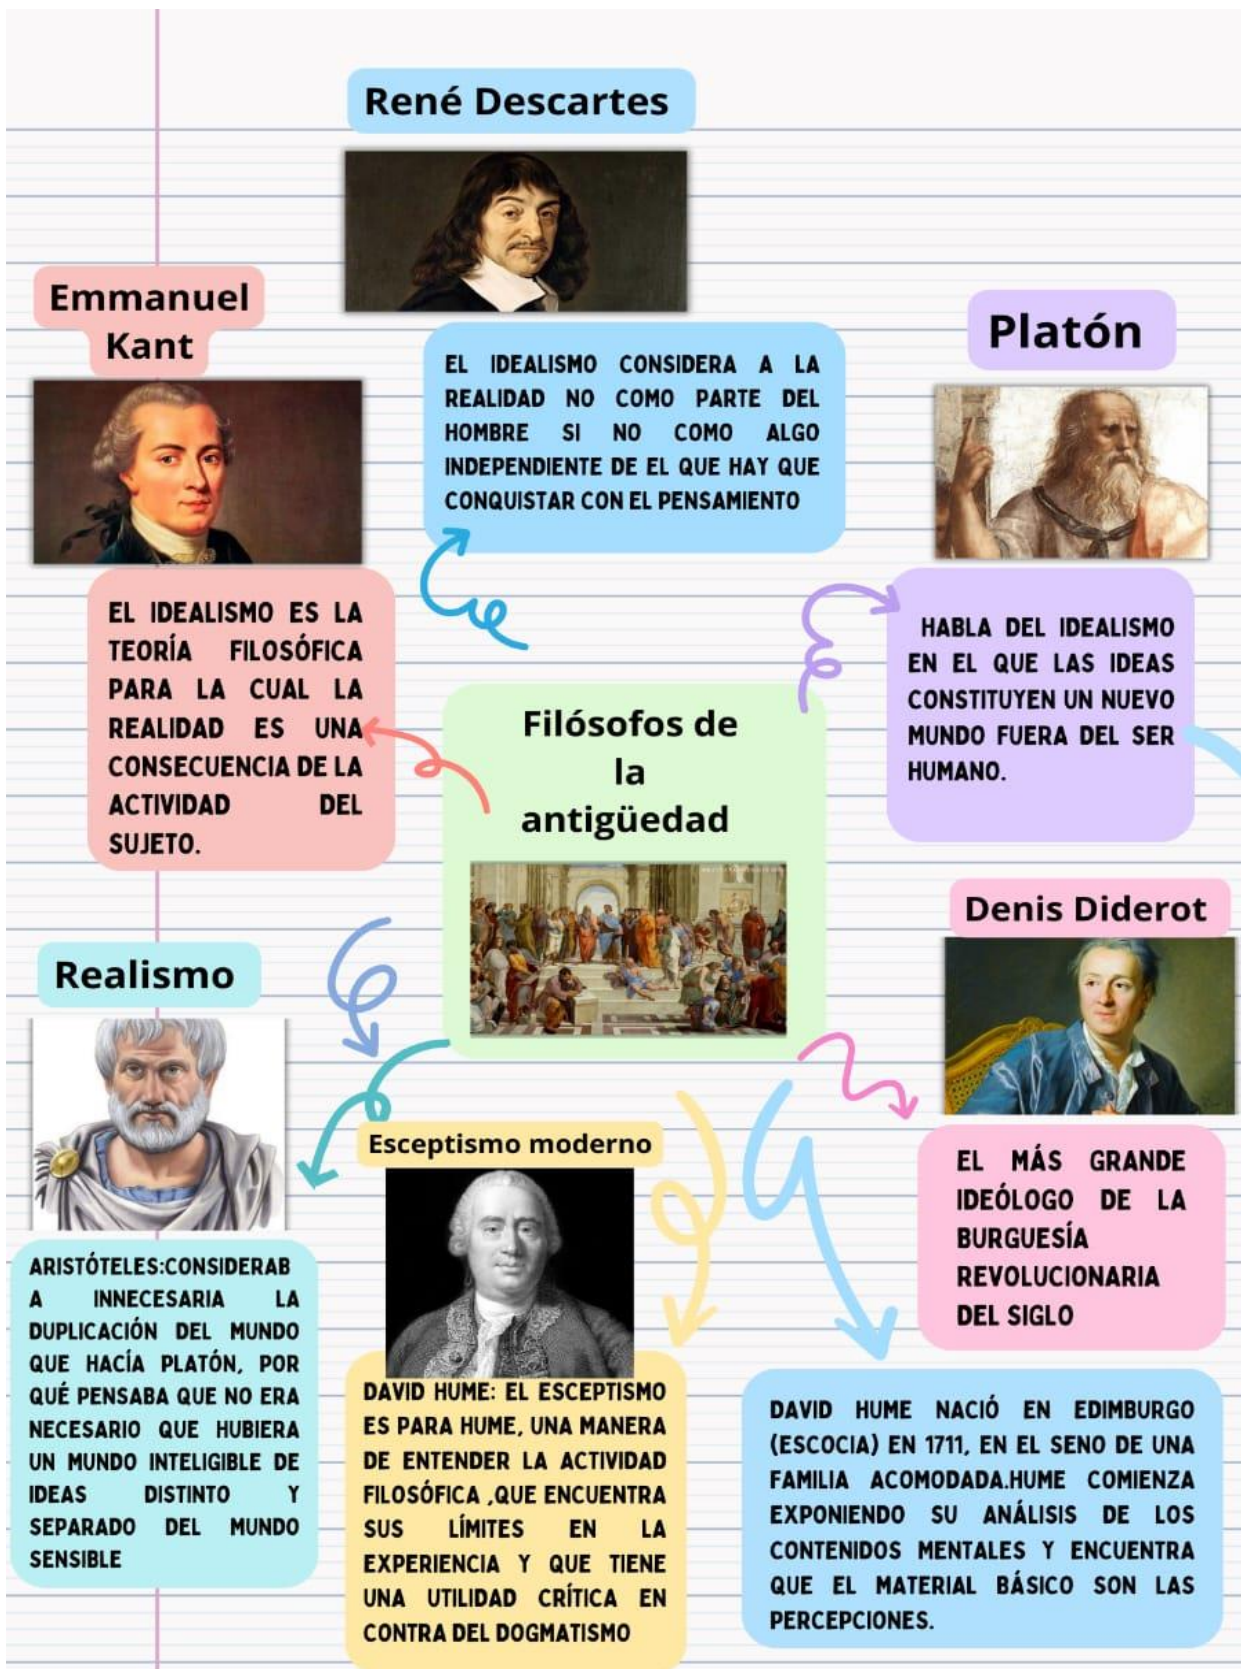 René Descartes
EL IDEALISMO CONSIDERA A LA
REALIDAD NO COMO PARTE DEL
HOMBRE SI NO COMO ALGO
INDEPENDIENTE DE EL QUE HAY QUE
CONQUISTAR CON EL PENSAMIENTO
Emmanuel
Kant
EL IDEALISMO ES LA
TEORÍA FILOSÓFICA
PARA LA CUAL LA
REALIDAD ES UNA
CONSECUENCIA DE LA
ACTIVIDAD DEL
SUJETO.
Platón
HABLA DEL IDEALISMO
EN EL QUE LAS IDEAS
CONSTITUYEN UN NUEVO
MUNDO FUERA DEL SER
HUMANO.
Filósofos de
la
antigüedad
Denis Diderot
EL MÁS GRANDE
IDEÓLOGO DE LA
BURGUESÍA
REVOLUCIONARIA
DEL SIGLO
Realismo
ARISTÓTELES:CONSIDERAB
A INNECESARIA LA
DUPLICACIÓN DEL MUNDO
QUE HACÍA PLATÓN, POR
QUÉ PENSABA QUE NO ERA
NECESARIO QUE HUBIERA
UN MUNDO INTELIGIBLE DE
IDEAS DISTINTO Y
SEPARADO DEL MUNDO
SENSIBLE
Esceptismo moderno
DAVID HUME: EL ESCEPTISMO
ES PARA HUME, UNA MANERA
DE ENTENDER LA ACTIVIDAD
FILOSÓFICA ,QUE ENCUENTRA
SUS LÍMITES EN LA
EXPERIENCIA Y QUE TIENE
UNA UTILIDAD CRÍTICA EN
CONTRA DEL DOGMATISMO
DAVID HUME NACIÓ EN EDIMBURGO
(ESCOCIA) EN 1711, EN EL SENO DE UNA
FAMILIA ACOMODADA.HUME COMIENZA
EXPONIENDO SU ANÁLISIS DE LOS
CONTENIDOS MENTALES Y ENCUENTRA
QUE EL MATERIAL BÁSICO SON LAS
PERCEPCIONES.